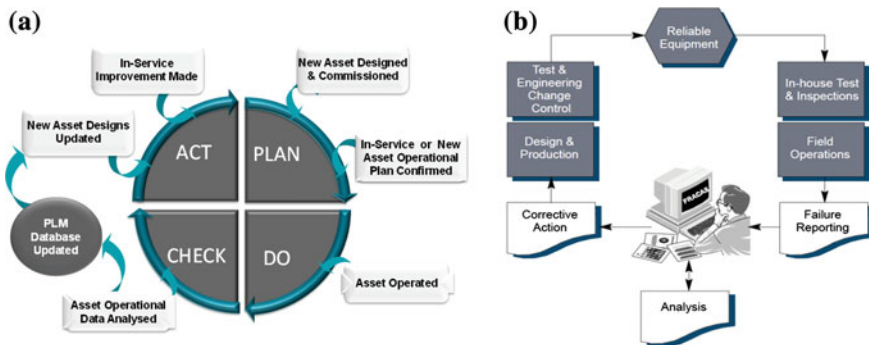 (a)
In-Service
Improvement Made
New Asset Designed
& Commissioned
New Asset Designs
Updated
ACT
PLAN
In-Service or New
Asset Operational
Plan Confirmed
PLM
Database
Updated
CHECK
DO
Asset Operated
Asset Operational
Data Analysed
(b)
Reliable
Equipment
Test &
Engineering
Change
Control
In-house Test
& Inspections
Design &
Production
Field
Operations
FRACAS
Corrective
Action
Failure
Reporting
Analysis